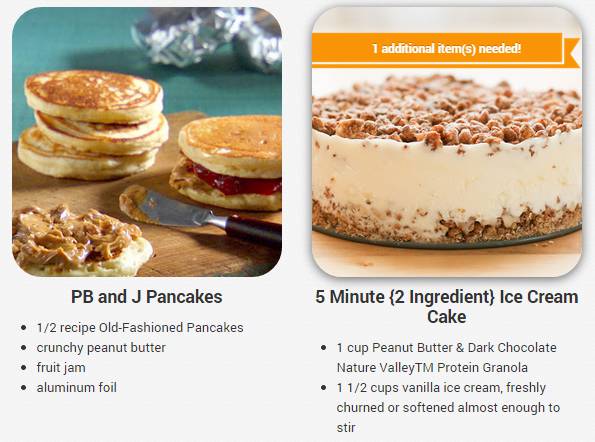 1 additional item(s) needed!
PB and J Pancakes
1/2 recipe Old-Fashioned Pancakes
crunchy peanut butter
fruit jam
aluminum foil
5 Minute {2 Ingredient} Ice Cream
Cake
1 cup Peanut Butter & Dark Chocolate
Nature ValleyTM Protein Granola
1 1/2 cups vanilla ice cream, freshly
churned or softened almost enough to
stir